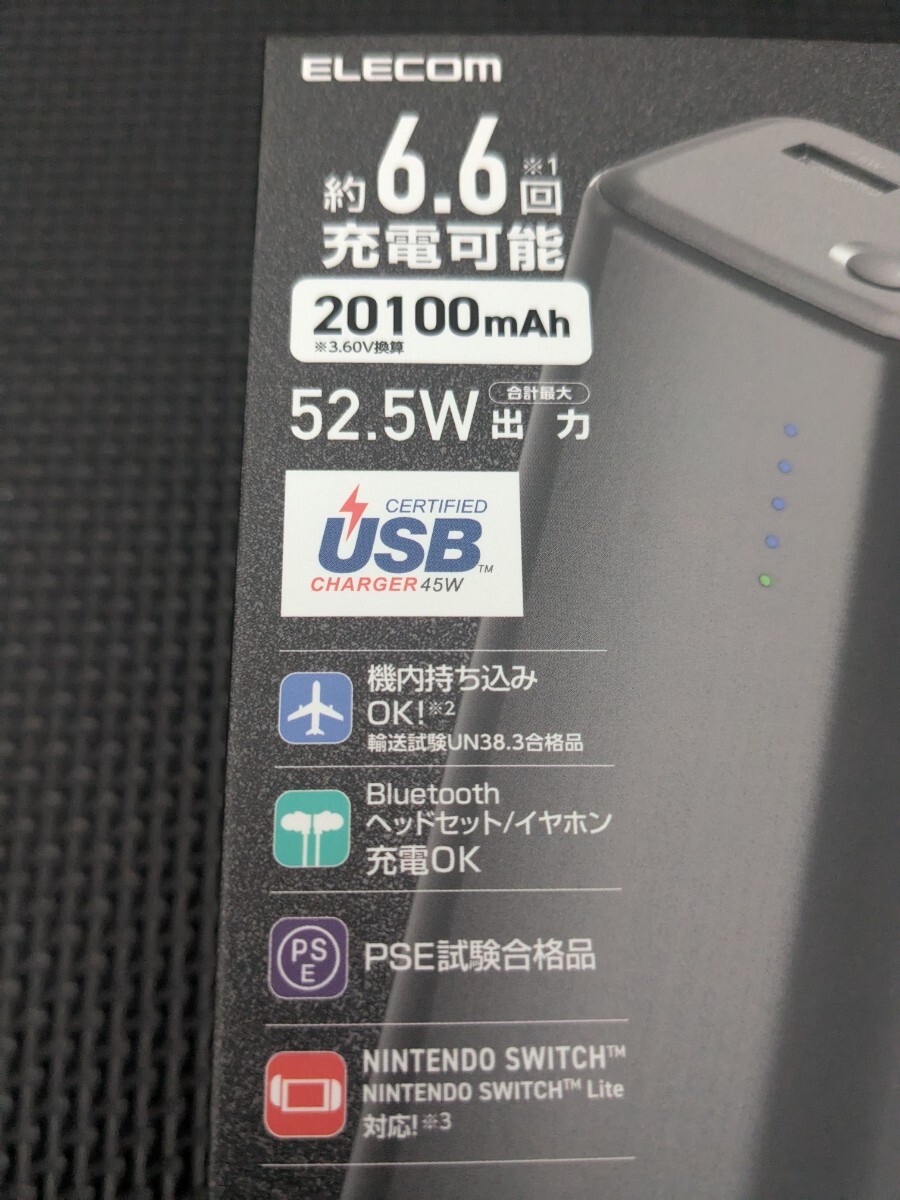 ELECOM
約6.6回※1
充電可能
20100mAh
※3.60V換算
52.5W 合計最大
出力
CERTIFIED
USB™
CHARGER 45W
機内持ち込み
OK!※2
輸送試験UN38.3合格品
Bluetooth
ヘッドセット/イヤホン
充電OK
PS
E
PSE試験合格品
NINTENDO SWITCH™
NINTENDO SWITCH™ Lite
対応!※3